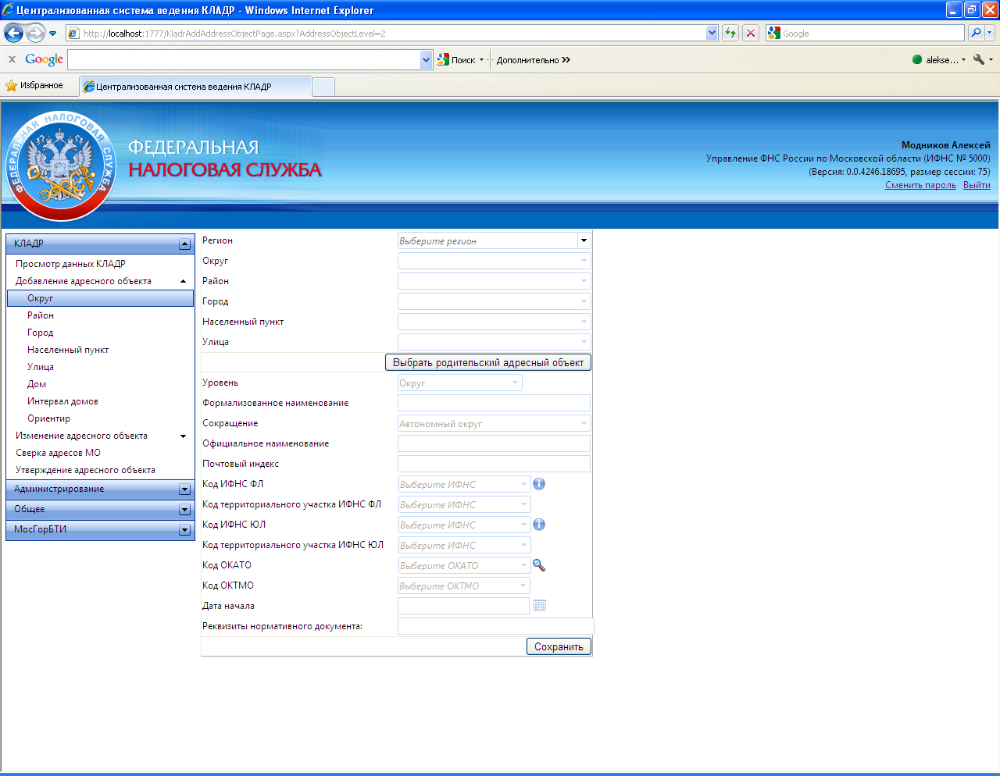 Централизованная система ведения КЛАДР - Windows Internet Explorer
http://localhost:1777/KladrAddAddressObjectPage.aspx?AddressObjectLevel=2
Google
x Google Поиск Дополнительно >> alekse...
Избранное Централизованная система ведения КЛАДР
ФЕДЕРАЛЬНАЯ НАЛОГОВАЯ СЛУЖБА
ФЕДЕРАЛЬНАЯ
НАЛОГОВАЯ СЛУЖБА
Модников Алексей
Управление ФНС России по Московской области (ИФНС № 5000)
(Версия: 0.0.4246.18695, размер сессии: 75)
Сменить пароль Выйти
КЛАДР
Просмотр данных КЛАДР
Добавление адресного объекта
Округ
Район
Город
Населенный пункт
Улица
Дом
Интервал домов
Ориентир
Изменение адресного объекта
Сверка адресов МО
Утверждение адресного объекта
Администрирование
Общее
МосГорБТИ
Регион Выберите регион
Округ
Район
Город
Населенный пункт
Улица
Выбрать родительский адресный объект
Уровень Округ
Формализованное наименование
Сокращение Автономный округ
Официальное наименование
Почтовый индекс
Код ИФНС ФЛ Выберите ИФНС
Код территориального участка ИФНС ФЛ Выберите ИФНС
Код ИФНС ЮЛ Выберите ИФНС
Код территориального участка ИФНС ЮЛ Выберите ИФНС
Код ОКАТО Выберите ОКАТО
Код ОКТМО Выберите ОКТМО
Дата начала
Реквизиты нормативного документа:
Сохранить